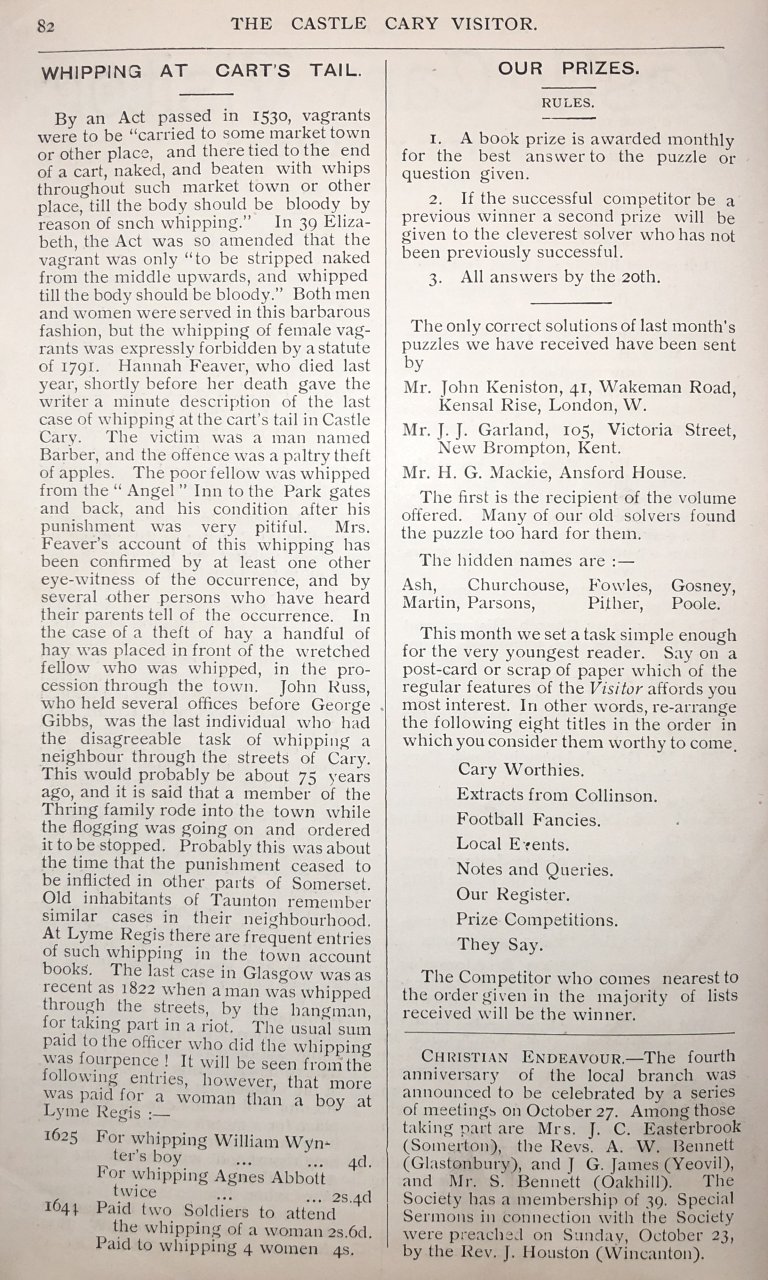 82
THE CASTLE CARY VISITOR.
WHIPPING AT CART'S TAIL.
By an Act passed in 1530, vagrants
were to be "carried to some market town
or other place, and there tied to the end
of a cart, naked, and beaten with whips
throughout such market town or other
place, till the body should be bloody by
reason of snch whipping." In 39 Eliza-
beth, the Act was so amended that the
vagrant was only "to be stripped naked
from the middle upwards, and whipped
till the body should be bloody." Both men
and women were served in this barbarous
fashion, but the whipping of female vag-
rants was expressly forbidden by a statute
of 1791. Hannah Feaver, who died last
year, shortly before her death gave the
writer a minute description of the last
case of whipping at the cart's tail in Castle
Cary. The victim was a man named
Barber, and the offence was a paltry theft
of apples. The poor fellow was whipped
from the "Angel" Inn to the Park gates
and back, and his condition after his
punishment was very pitiful. Mrs.
Feaver's account of this whipping has
been confirmed by at least one other
eye-witness of the occurrence, and by
several other persons who have heard
their parents tell of the occurrence. In
the case of a theft of hay a handful of
hay was placed in front of the wretched
fellow who was whipped, in the pro-
cession through the town. John Russ,
who held several offices before George
Gibbs, was the last individual who had
the disagreeable task of whipping a
neighbour through the streets of Cary.
This would probably be about 75 years
ago, and it is said that a member of the
Thring family rode into the town while
the flogging was going on and ordered
it to be stopped. Probably this was about
the time that the punishment ceased to
be inflicted in other parts of Somerset.
Old inhabitants of Taunton remember
similar cases in their neighbourhood.
At Lyme Regis there are frequent entries
of such whipping in the town account
books. The last case in Glasgow was as
recent as 1822 when a man was whipped
through the streets, by the hangman,
for taking part in a riot. The usual sum
paid to the officer who did the whipping
was fourpence! It will be seen from the
following entries, however, that more
was paid for a woman than a boy at
Lyme Regis :—
1625 For whipping William Wyn-
ter's boy ... ... 4d.
For whipping Agnes Abbott
twice ... ... 2s.4d
1644 Paid two Soldiers to attend
the whipping of a woman 2s.6d.
Paid to whipping 4 women 4s.
OUR PRIZES.
RULES.
1. A book prize is awarded monthly
for the best answer to the puzzle or
question given.
2. If the successful competitor be a
previous winner a second prize will be
given to the cleverest solver who has not
been previously successful.
3. All answers by the 20th.
The only correct solutions of last month's
puzzles we have received have been sent
by
Mr. John Keniston, 41, Wakeman Road,
Kensal Rise, London, W.
Mr. J. J. Garland, 105, Victoria Street,
New Brompton, Kent.
Mr. H. G. Mackie, Ansford House.
The first is the recipient of the volume
offered. Many of our old solvers found
the puzzle too hard for them.
The hidden names are :—
Ash, Churchouse, Fowles, Gosney,
Martin, Parsons, Pither, Poole.
This month we set a task simple enough
for the very youngest reader. Say on a
post-card or scrap of paper which of the
regular features of the Visitor affords you
most interest. In other words, re-arrange
the following eight titles in the order in
which you consider them worthy to come.
Cary Worthies.
Extracts from Collinson.
Football Fancies.
Local Events.
Notes and Queries.
Our Register.
Prize Competitions.
They Say.
The Competitor who comes nearest to
the order given in the majority of lists
received will be the winner.
CHRISTIAN ENDEAVOUR.—The fourth
anniversary of the local branch was
announced to be celebrated by a series
of meetings on October 27. Among those
taking part are Mrs. J. C. Easterbrook
(Somerton), the Revs. A. W. Bennett
(Glastonbury), and J G. James (Yeovil),
and Mr. S. Bennett (Oakhill). The
Society has a membership of 39. Special
Sermons in connection with the Society
were preached on Sunday, October 23,
by the Rev. J. Houston (Wincanton).